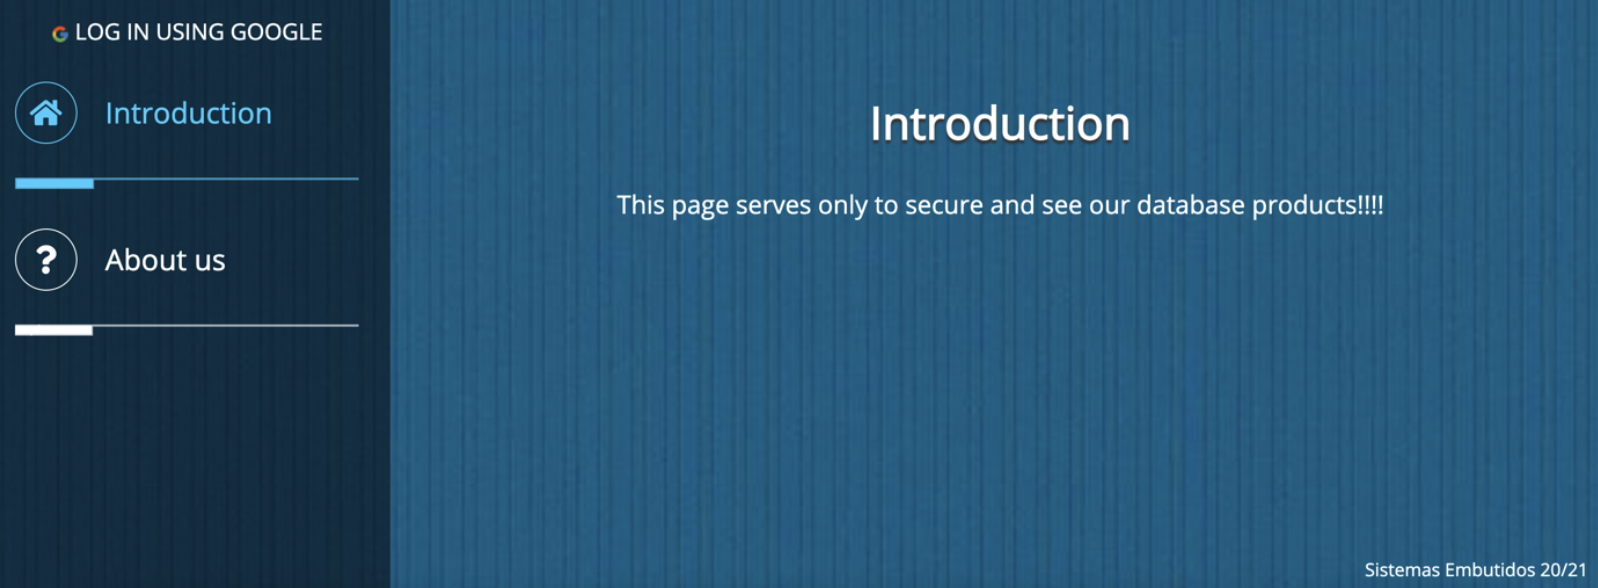 LOG IN USING GOOGLE
Introduction
About us
Introduction
This page serves only to secure and see our database products!!!!
Sistemas Embutidos 20/21